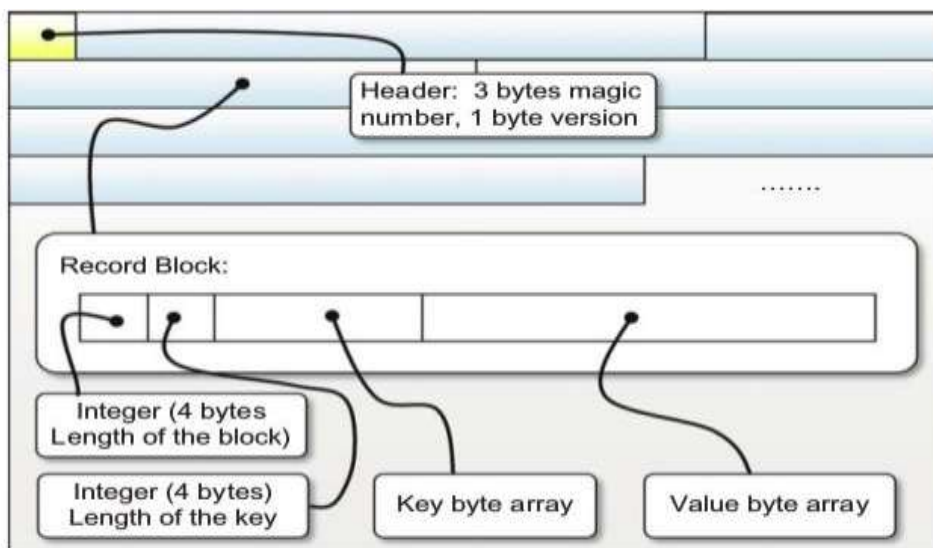 Header:  3 bytes magic
number, 1 byte version
.......
Record Block:
Integer (4 bytes
Length of the block)
Integer (4 bytes)
Length of the key
Key byte array
Value byte array